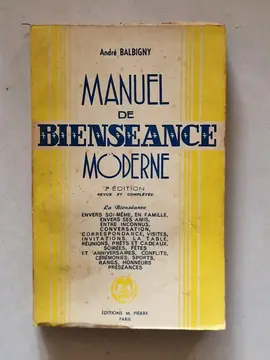 André BALBIGNY
MANUEL
DE
BIENSEANCE
MODERNE
2e ÉDITION
REVUE ET COMPLÉTÉE
La Bienséance
ENVERS SOI-MÊME, EN FAMILLE,
ENVERS SES AMIS,
ENTRE INCONNUS,
CONVERSATION,
CORRESPONDANCE, VISITES,
INVITATIONS, LA TABLE,
RÉUNIONS, PRÊTS ET CADEAUX,
SOIRÉES, FÊTES
ET ANNIVERSAIRES, CONFLITS,
CÉRÉMONIES, SPORTS,
RANGS, HONNEURS
PRÉSÉANCES
ÉDITIONS M. PIERRE
PARIS